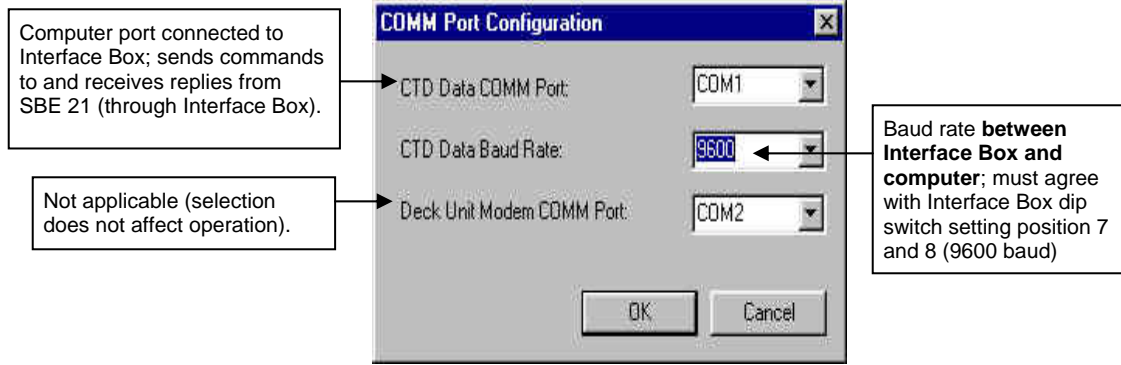 Computer port connected to
Interface Box; sends commands
to and receives replies from
SBE 21 (through Interface Box).
Not applicable (selection
does not affect operation).
COMM Port Configuration
CTD Data COMM Port:
COM1
CTD Data Baud Rate:
9600
Deck Unit Modem COMM Port:
COM2
OK
Cancel
Baud rate between
Interface Box and
computer; must agree
with Interface Box dip
switch setting position 7
and 8 (9600 baud)